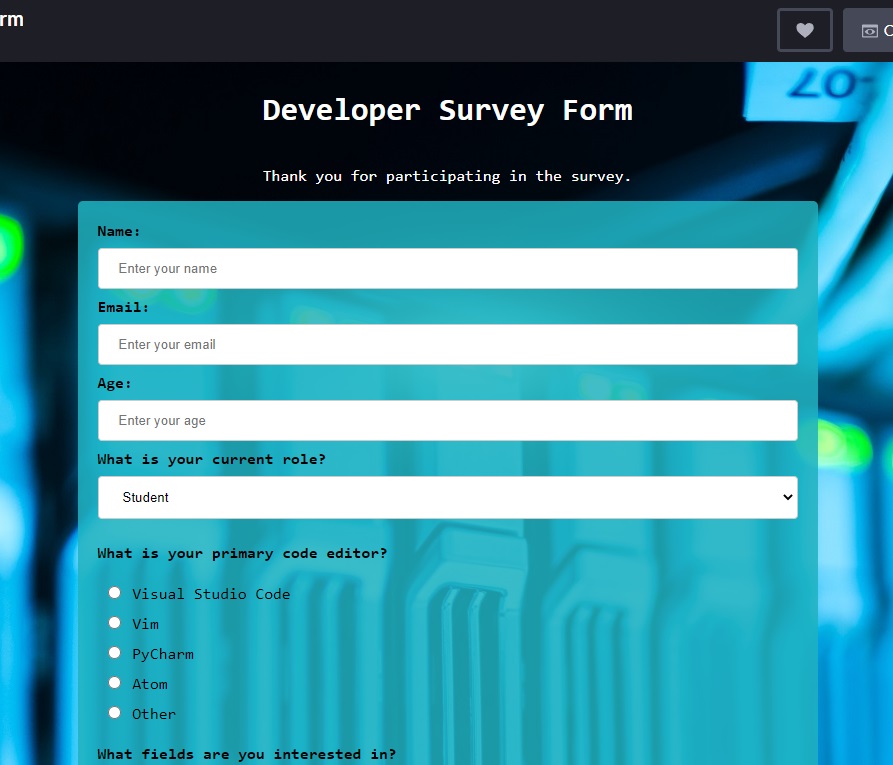 rm
Developer Survey Form
Thank you for participating in the survey.
Name:
Enter your name
Email:
Enter your email
Age:
Enter your age
What is your current role?
Student
What is your primary code editor?
Visual Studio Code
Vim
PyCharm
Atom
Other
What fields are you interested in?